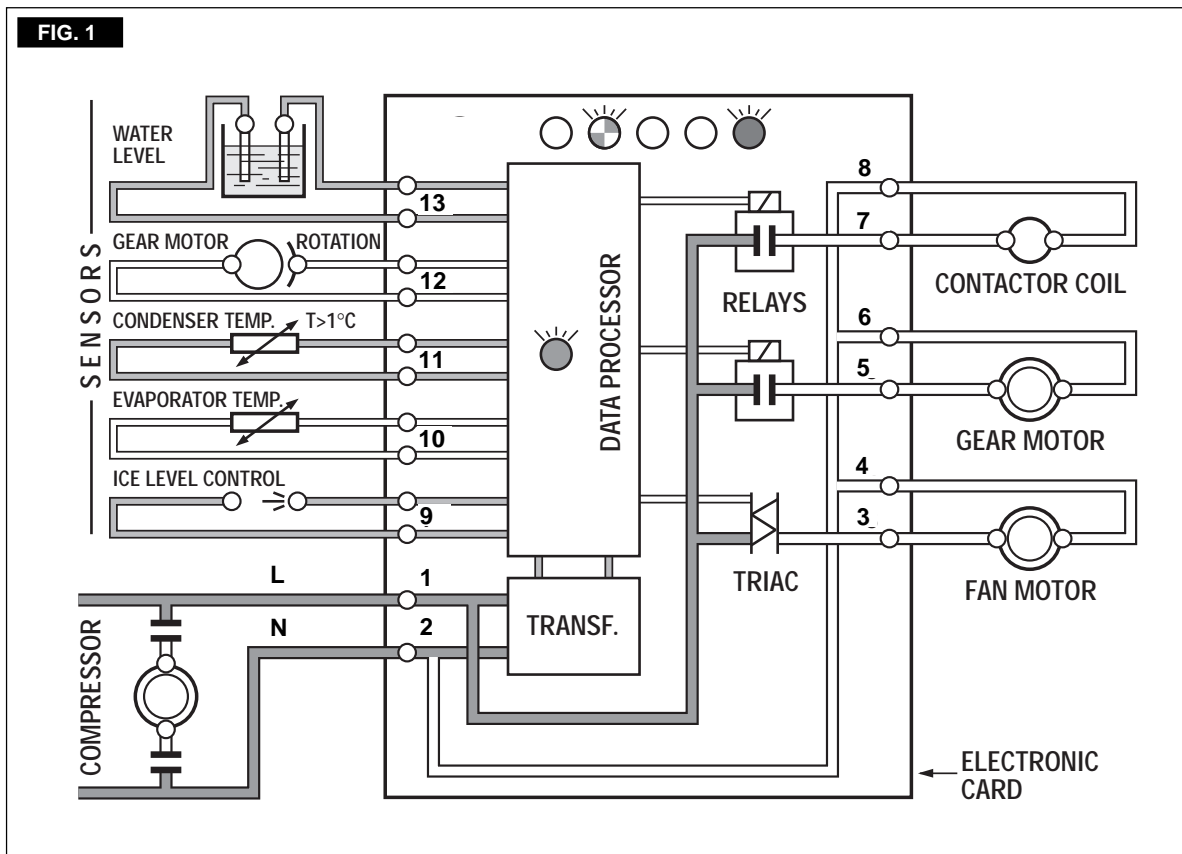 FIG. 1
WATER
LEVEL
13
GEAR MOTOR
ROTATION
12
CONDENSER TEMP.
T>1°C
11
EVAPORATOR TEMP.
10
ICE LEVEL CONTROL
9
SENSORS
L
1
N
2
COMPRESSOR
DATA PROCESSOR
TRANSF.
RELAYS
TRIAC
8
7
CONTACTOR COIL
6
5
GEAR MOTOR
4
3
FAN MOTOR
ELECTRONIC
CARD